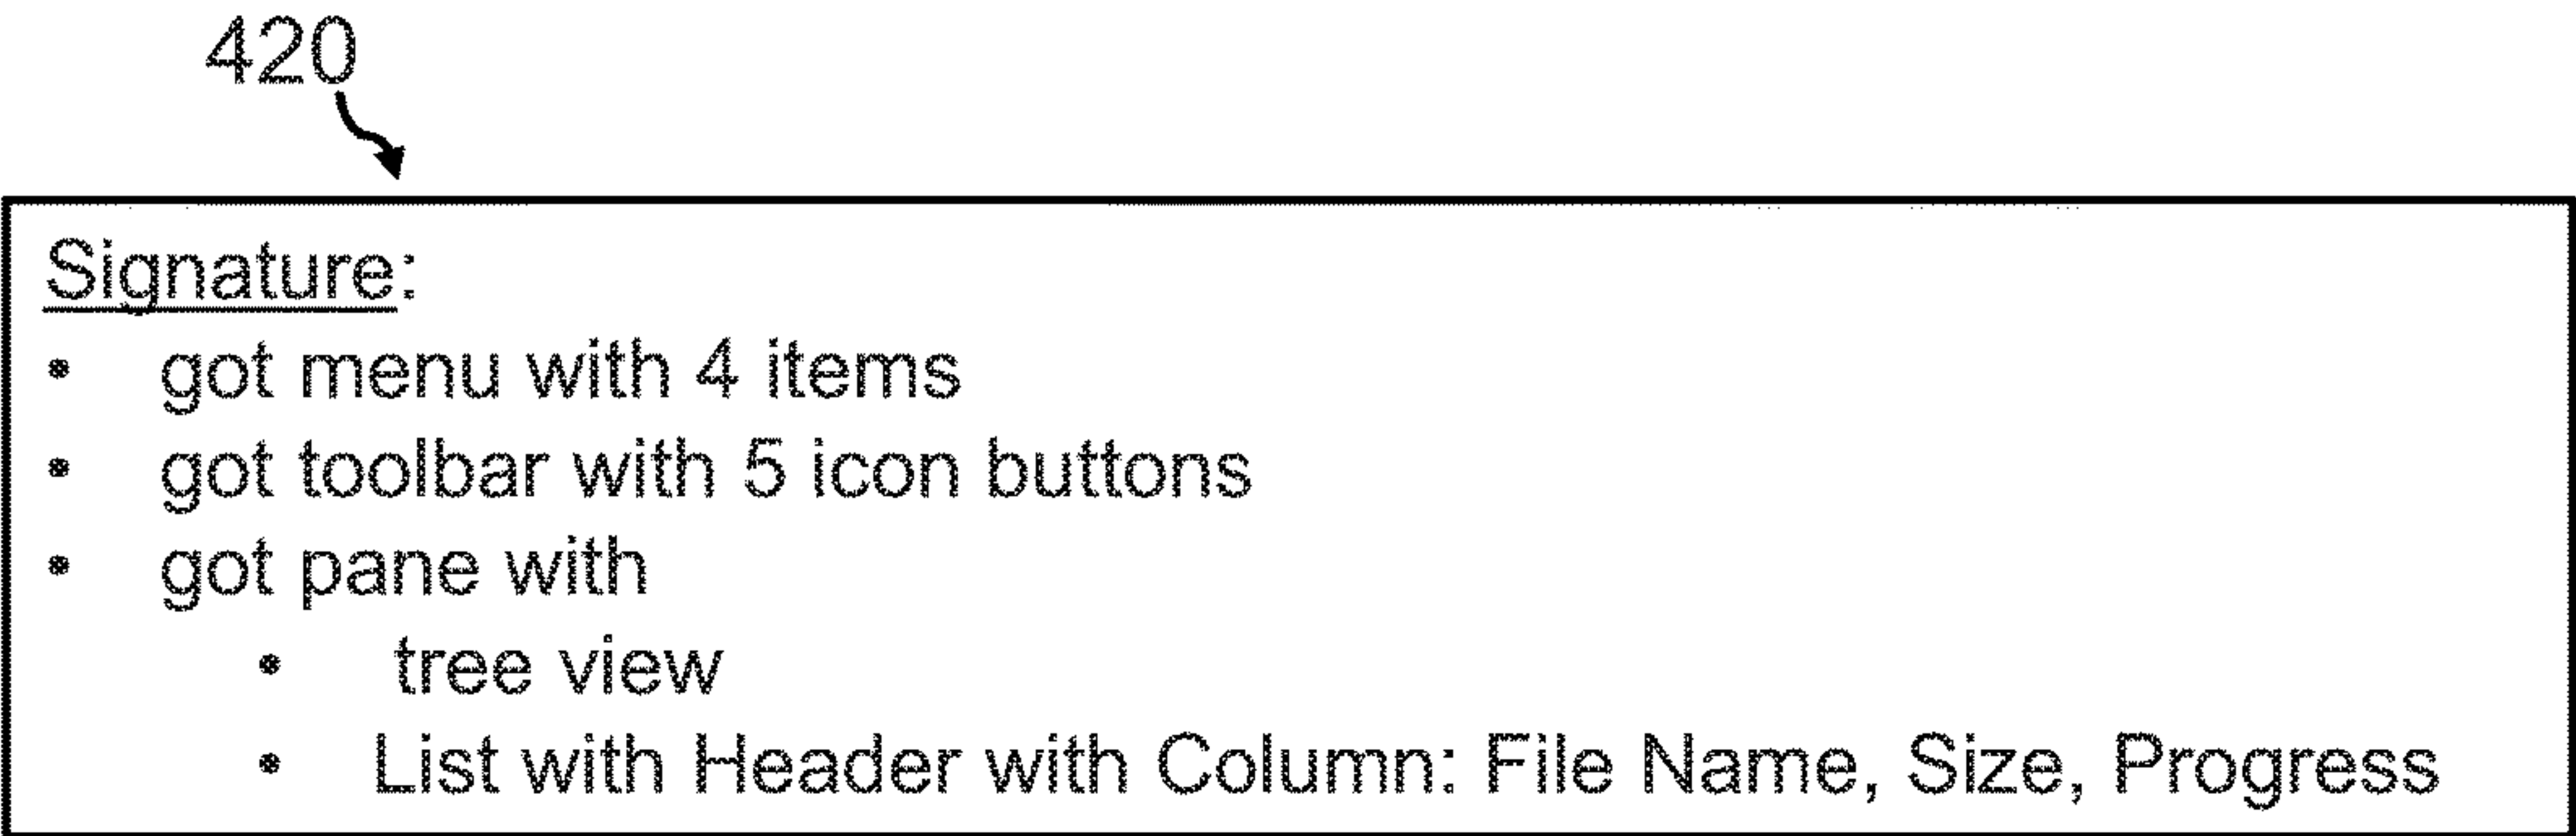 420
Signature:
• got menu with 4 items
• got toolbar with 5 icon buttons
• got pane with
• tree view
• List with Header with Column: File Name, Size, Progress